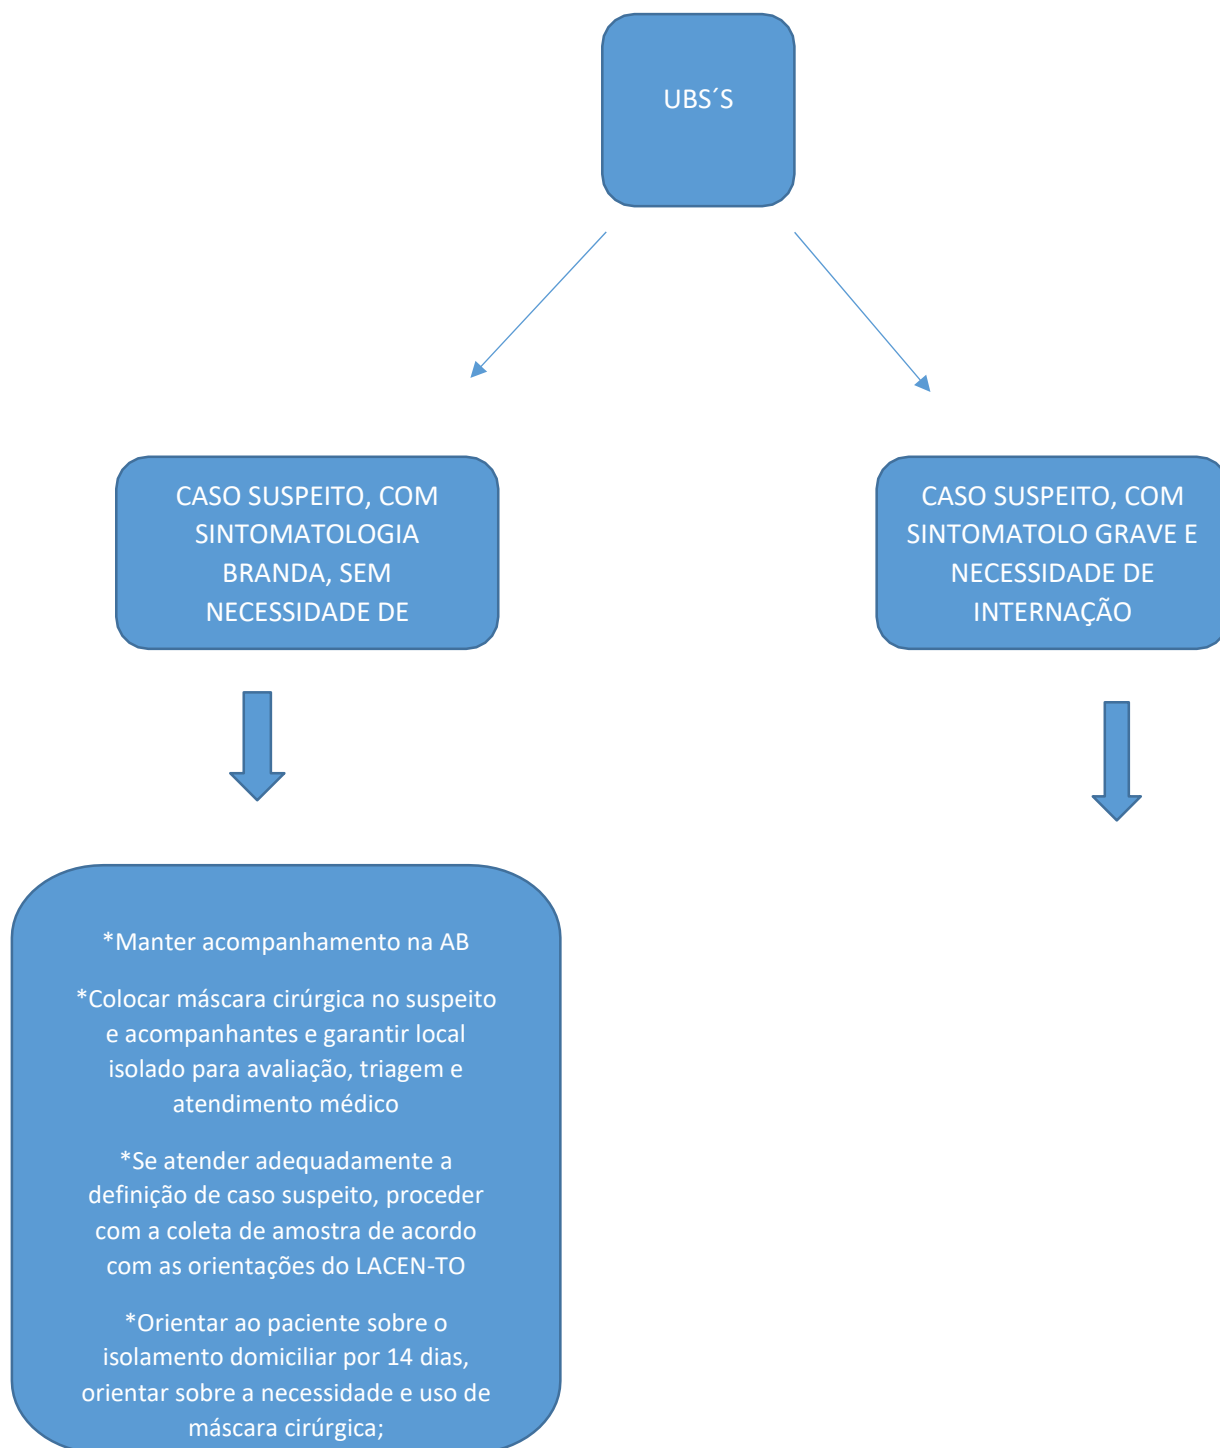 UBS´S
CASO SUSPEITO, COM
SINTOMATOLOGIA
BRANDA, SEM
NECESSIDADE DE
CASO SUSPEITO, COM
SINTOMATOLO GRAVE E
NECESSIDADE DE
INTERNAÇÃO
*Manter acompanhamento na AB
*Colocar máscara cirúrgica no suspeito
e acompanhantes e garantir local
isolado para avaliação, triagem e
atendimento médico
*Se atender adequadamente a
definição de caso suspeito, proceder
com a coleta de amostra de acordo
com as orientações do LACEN-TO
*Orientar ao paciente sobre o
isolamento domiciliar por 14 dias,
orientar sobre a necessidade e uso de
máscara cirúrgica;